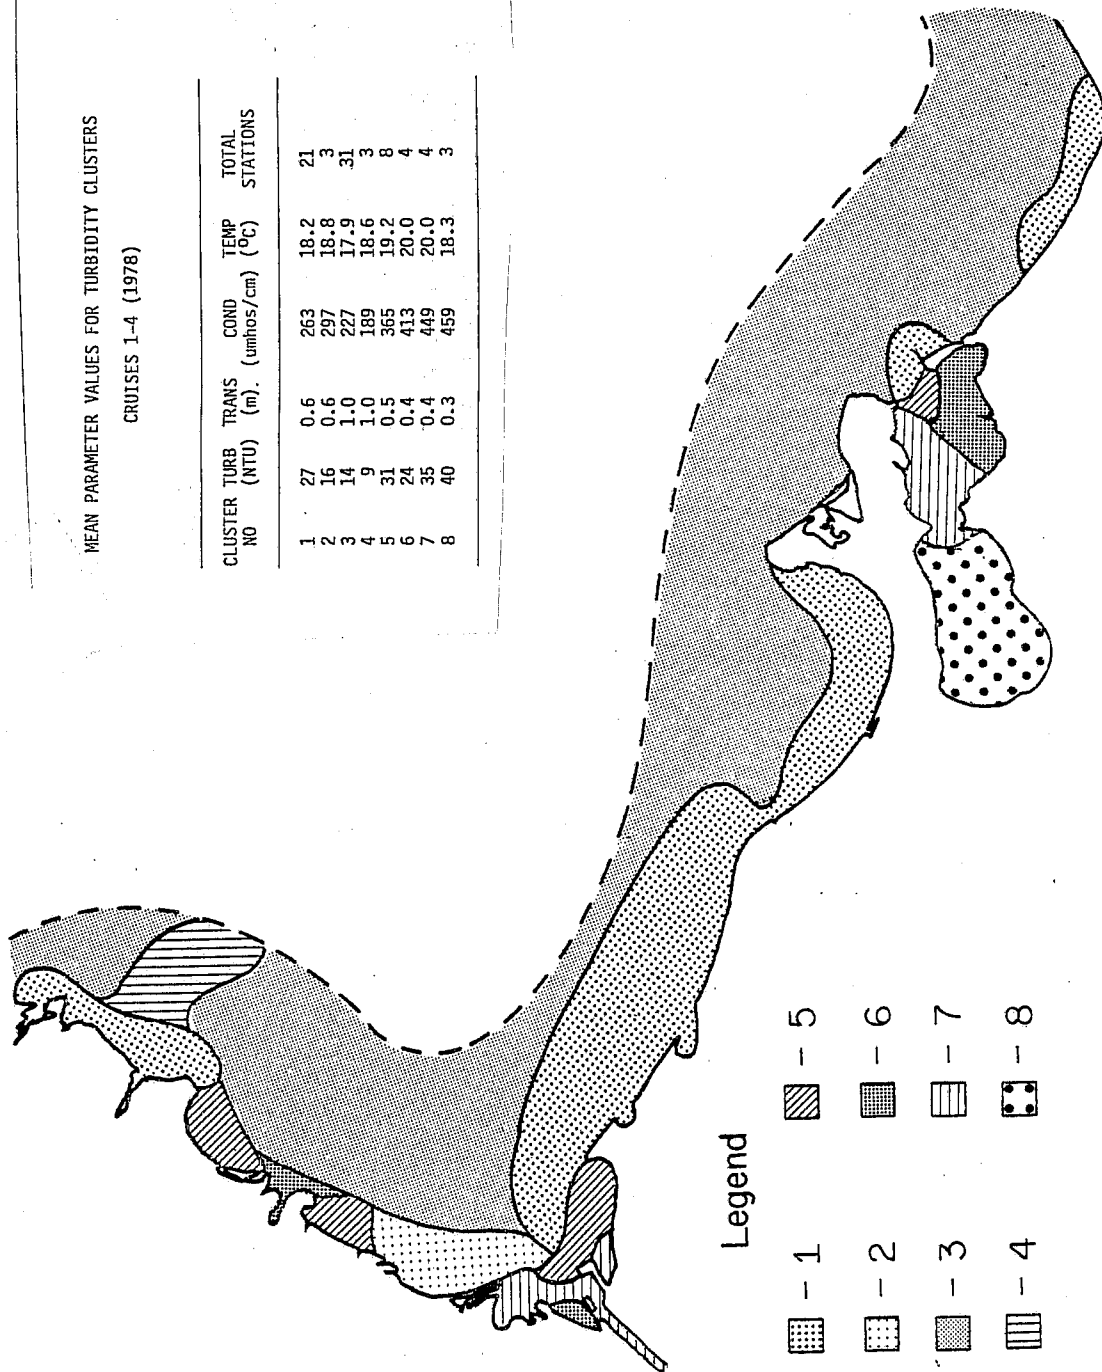 MEAN PARAMETER VALUES FOR TURBIDITY CLUSTERS
CRUISES 1-4 (1978)
CLUSTER TURB TRANS COND TEMP TOTAL
NO (NTU) (m). (umhos/cm) (°C) STATIONS
1 27 0.6 263 18.2 21
2 16 0.6 297 18.8 3
3 14 1.0 227 17.9 31
4 9 1.0 189 18.6 3
5 31 0.5 365 19.2 8
6 24 0.4 413 20.0 4
7 35 0.4 449 20.0 4
8 40 0.3 459 18.3 3
Legend
- 1 - 5
- 2 - 6
- 3 - 7
- 4 - 8